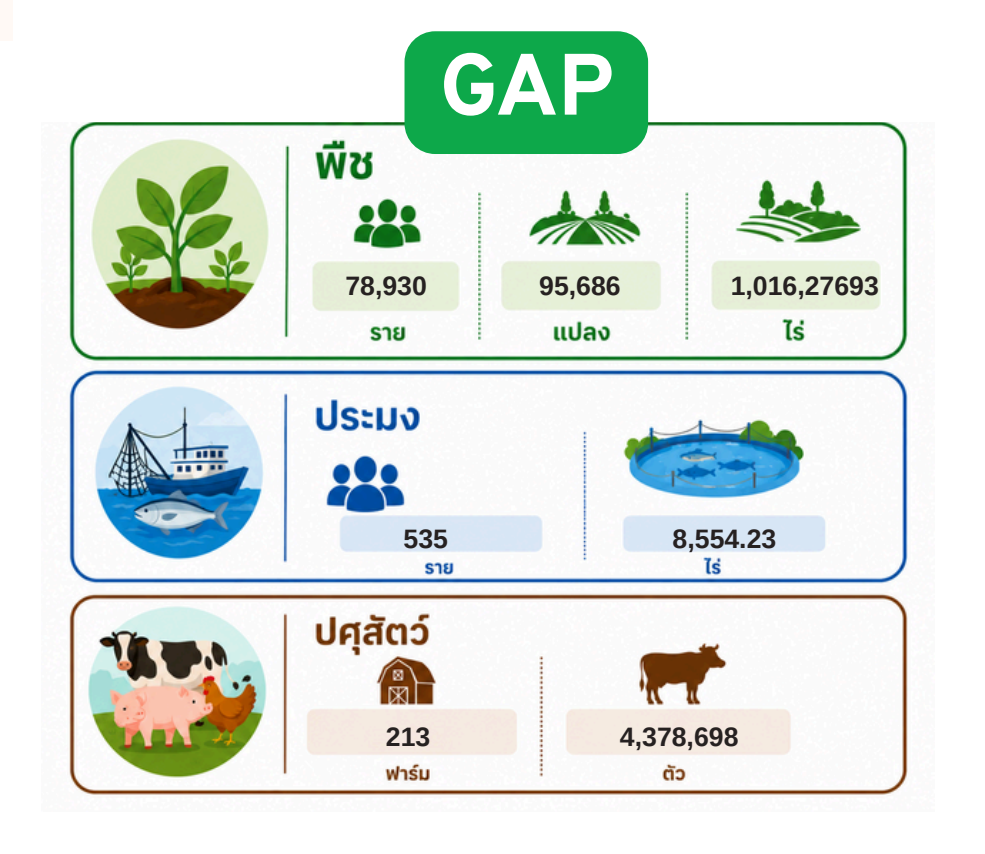 GAP
พืช
78,930 95,686 1,016,27693
ราย แปลง ไร่
ประมง
535 8,554.23
ราย ไร่
ปศุสัตว์
213 4,378,698
ฟาร์ม ตัว